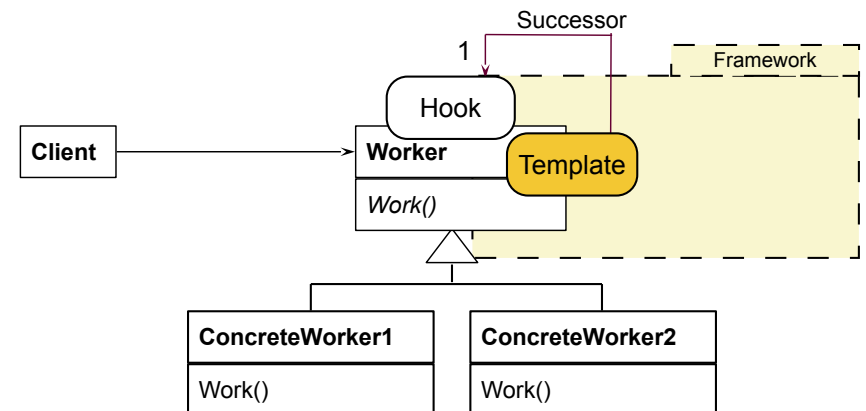 Successor
1
Framework
Hook
Client
Worker
Template
Work()
ConcreteWorker1
ConcreteWorker2
Work()
Work()